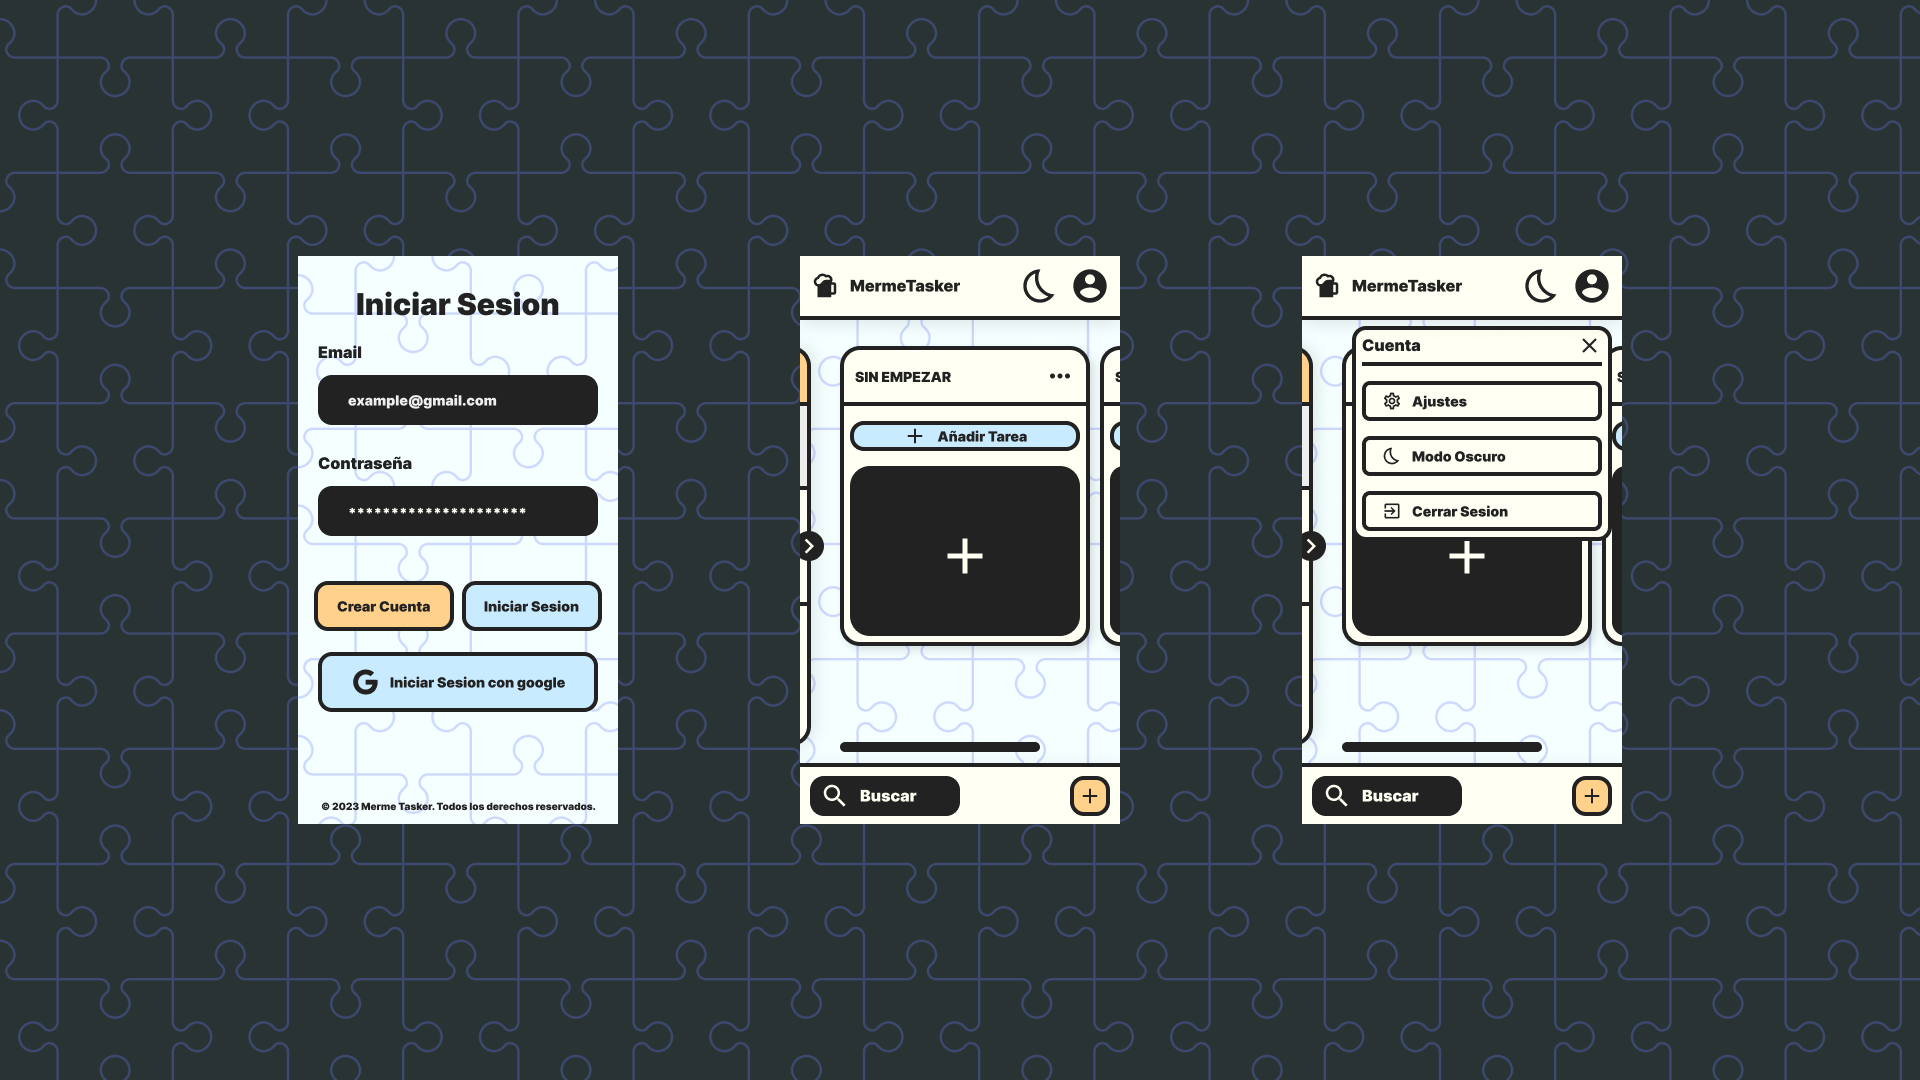 Iniciar Sesion
Email
example@gmail.com
Contraseña
*********************
Crear Cuenta
Iniciar Sesion
Iniciar Sesion con google
© 2023 Merme Tasker. Todos los derechos reservados.
MermeTasker
SIN EMPEZAR
Añadir Tarea
Buscar
MermeTasker
Cuenta
Ajustes
Modo Oscuro
Cerrar Sesion
Buscar